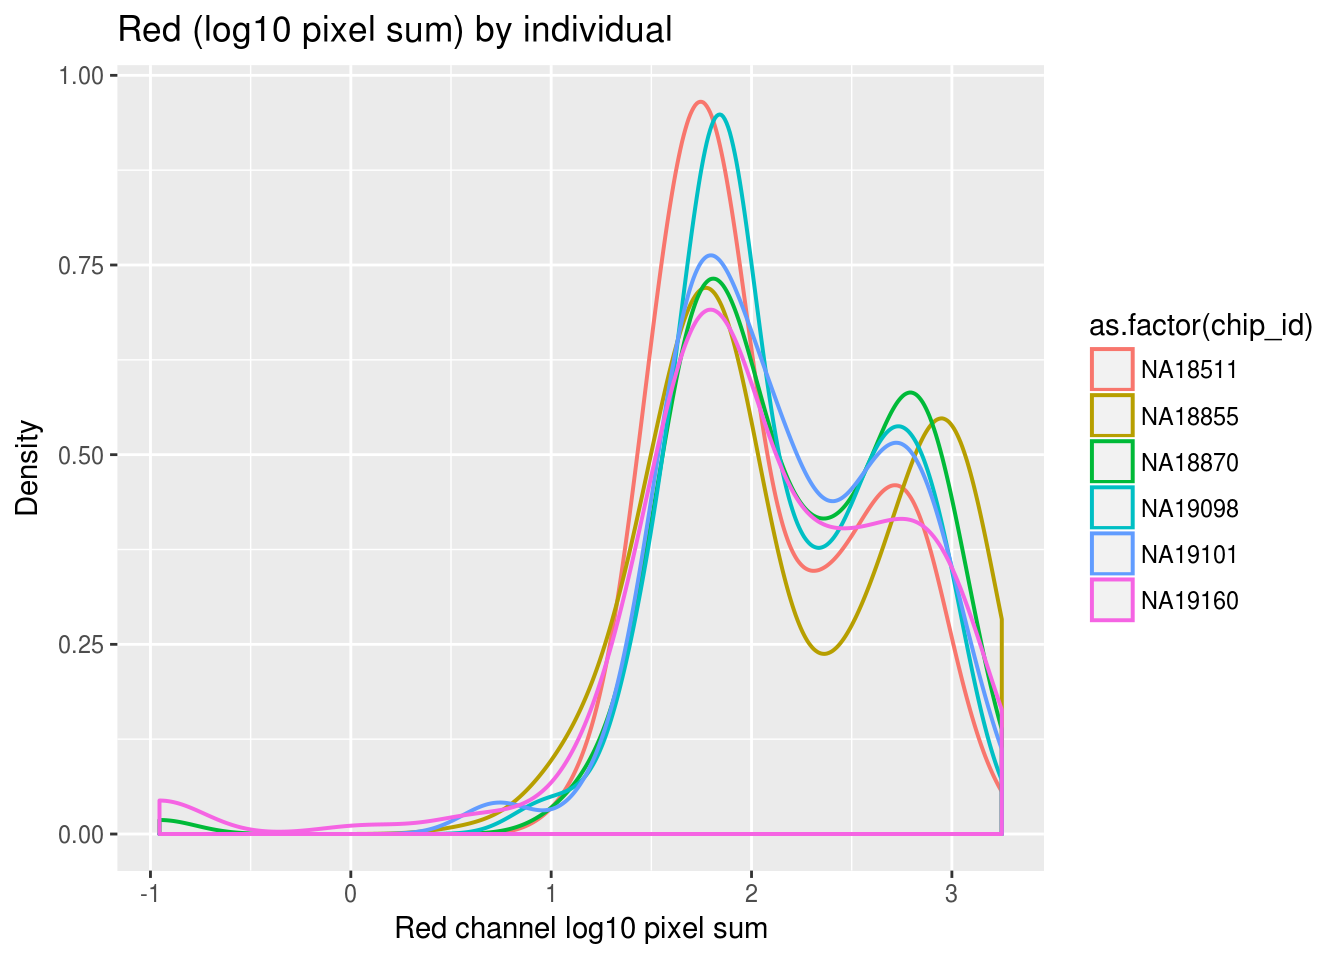 Red (log10 pixel sum) by individual
1.00
0.75
0.50
0.25
0.00
Density
-1
0
1
2
3
Red channel log10 pixel sum
as.factor(chip_id)
NA18511
NA18855
NA18870
NA19098
NA19101
NA19160